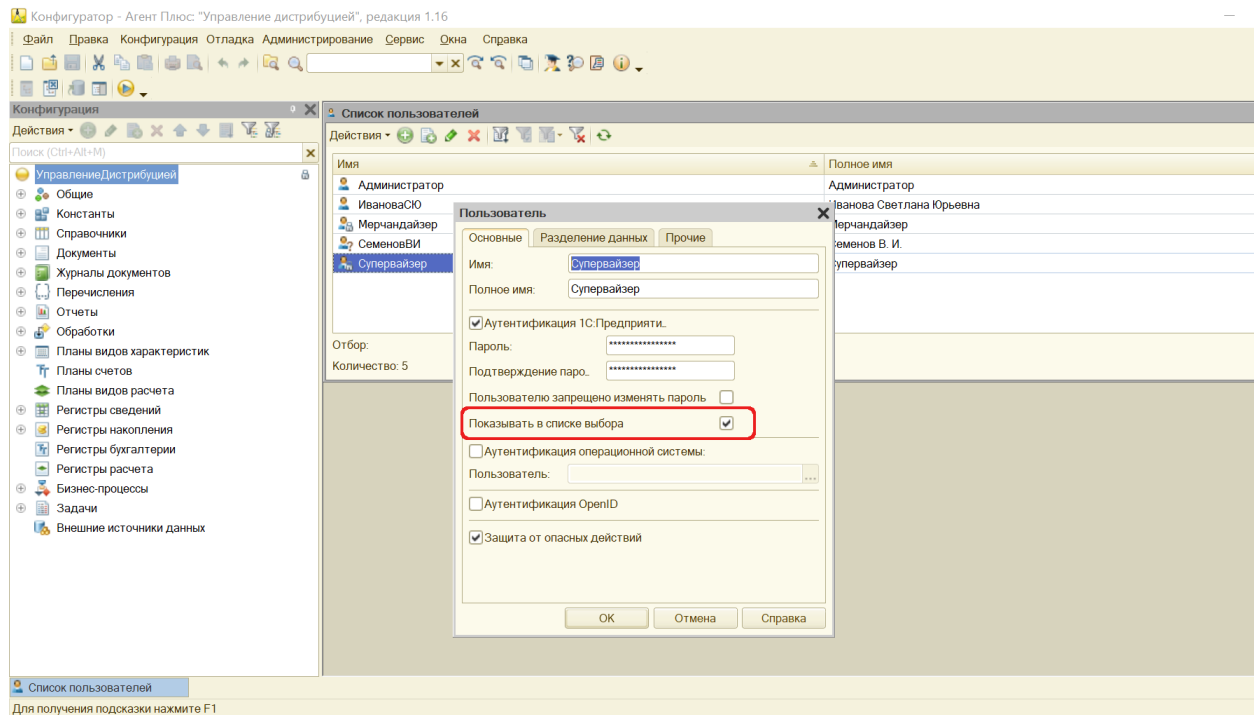 Конфигуратор - Агент Плюс: "Управление дистрибуцией", редакция 1.16
Файл Правка Конфигурация Отладка Администрирование Сервис Окна Справка
Конфигурация
Действия
Поиск (Ctrl+Alt+M)
УправлениеДистрибуцией
Общие
Константы
Справочники
Документы
Журналы документов
Перечисления
Отчеты
Обработки
Планы видов характеристик
Планы счетов
Планы видов расчета
Регистры сведений
Регистры накопления
Регистры бухгалтерии
Регистры расчета
Бизнес-процессы
Задачи
Внешние источники данных
Список пользователей
Действия
Имя Полное имя
Администратор Администратор
ИвановаСЮ Иванова Светлана Юрьевна
Мерчандайзер Мерчандайзер
СеменовВИ Семенов В. И.
Супервайзер Супервайзер
Отбор:
Количество: 5
Пользователь
Основные Разделение данных Прочие
Имя: Супервайзер
Полное имя: Супервайзер
Аутентификация 1С:Предприяти..
Пароль: ****************
Подтверждение паро.. ****************
Пользователю запрещено изменять пароль
Показывать в списке выбора
Аутентификация операционной системы:
Пользователь: ...
Аутентификация OpenID
Защита от опасных действий
OK Отмена Справка
Список пользователей
Для получения подсказки нажмите F1